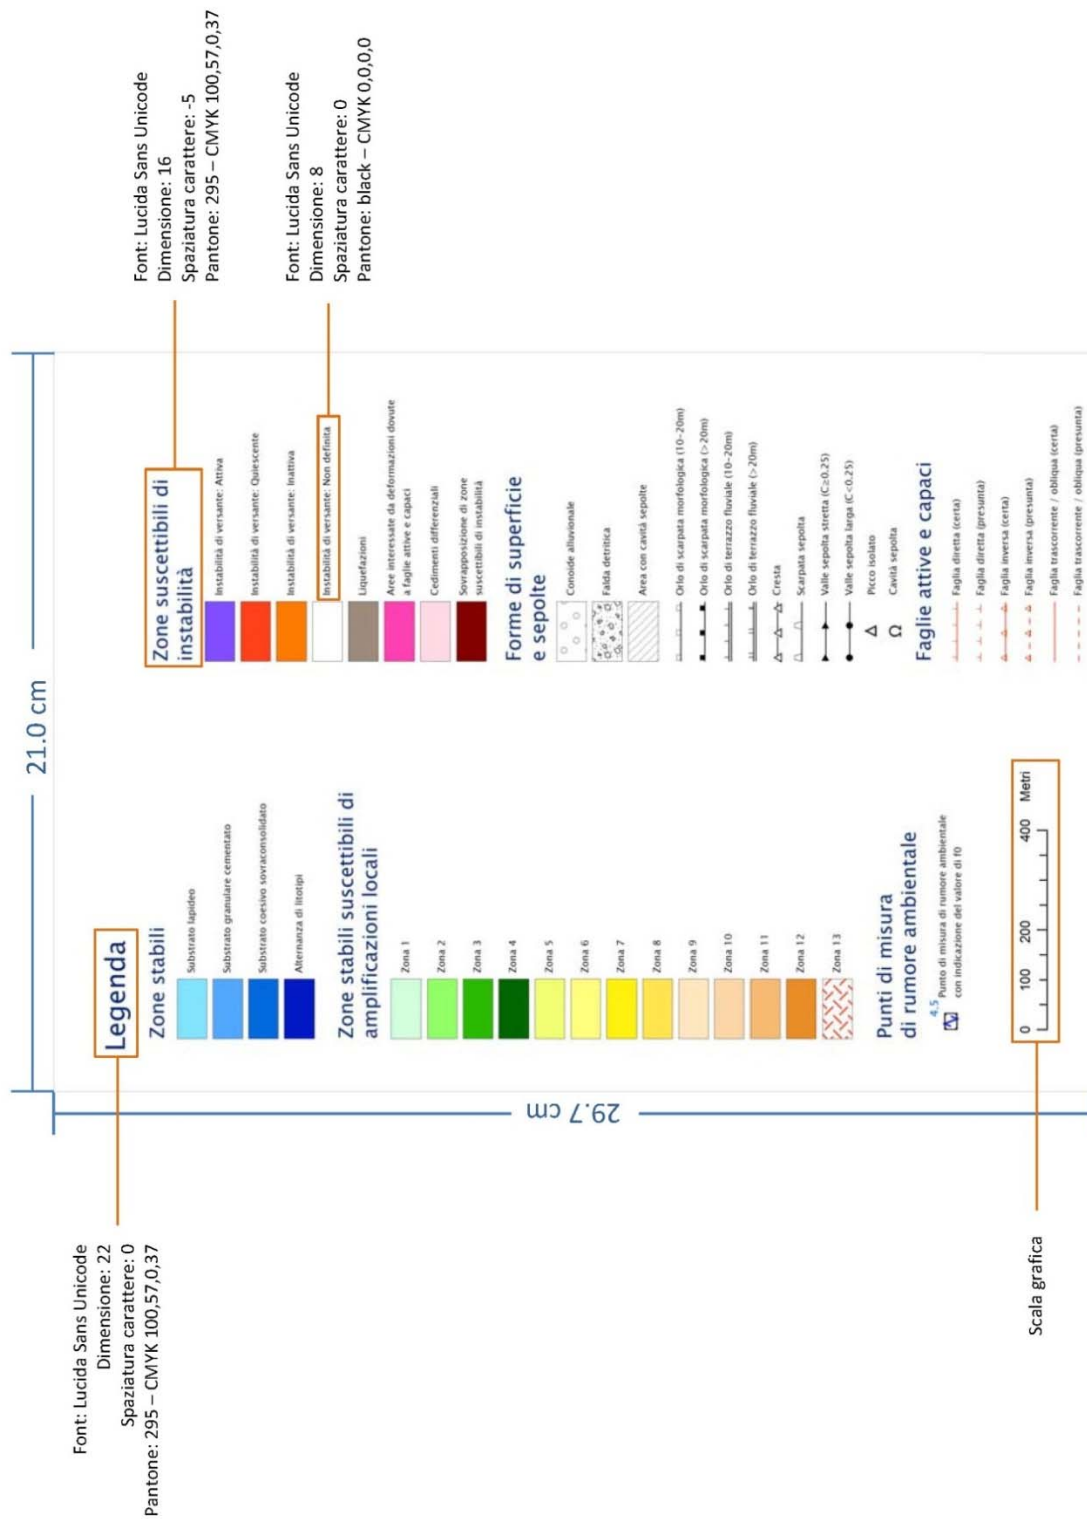 21.0 cm
29.7 cm
Font: Lucida Sans Unicode
Dimensione: 22
Spaziatura carattere: 0
Pantone: 295 – CMYK 100,57,0,37
Legenda
Zone stabili
Substrato lapideo
Substrato granulare cementato
Substrato coesivo sovraconsolidato
Alternanza di litotipi
Zone stabili suscettibili di
amplificazioni locali
Zona 1
Zona 2
Zona 3
Zona 4
Zona 5
Zona 6
Zona 7
Zona 8
Zona 9
Zona 10
Zona 11
Zona 12
Zona 13
Punti di misura
di rumore ambientale
4.5
Punto di misura di rumore ambientale
con indicazione del valore di f0
0 100 200 400 Metri
Scala grafica
Zone suscettibili di
instabilità
Instabilità di versante: Attiva
Instabilità di versante: Quiescente
Instabilità di versante: Inattiva
Instabilità di versante: Non definita
Liquefazioni
Aree interessate da deformazioni dovute
a faglie attive e capaci
Cedimenti differenziali
Sovrapposizione di zone
suscettibili di instabilità
Forme di superficie
e sepolte
Conoide alluvionale
Falda detritica
Area con cavità sepolte
Orlo di scarpata morfologica (10-20m)
Orlo di scarpata morfologica (>20m)
Orlo di terrazzo fluviale (10-20m)
Orlo di terrazzo fluviale (>20m)
Cresta
Scarpata sepolta
Valle sepolta stretta (C≥0.25)
Valle sepolta larga (C<0.25)
Picco isolato
Cavità sepolta
Faglie attive e capaci
Faglia diretta (certa)
Faglia diretta (presunta)
Faglia inversa (certa)
Faglia inversa (presunta)
Faglia trascorrente / obliqua (certa)
Faglia trascorrente / obliqua (presunta)
Font: Lucida Sans Unicode
Dimensione: 16
Spaziatura carattere: -5
Pantone: 295 – CMYK 100,57,0,37
Font: Lucida Sans Unicode
Dimensione: 8
Spaziatura carattere: 0
Pantone: black – CMYK 0,0,0,0